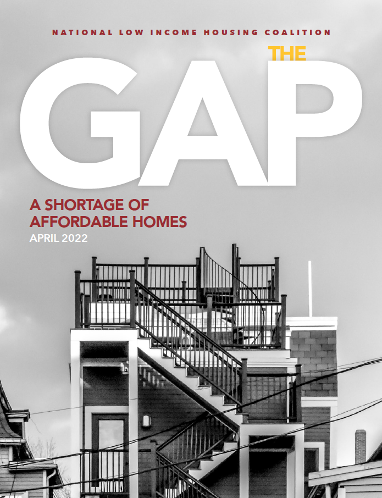 NATIONAL LOW INCOME HOUSING COALITION
THE
GAP
A SHORTAGE OF
AFFORDABLE HOMES
APRIL 2022